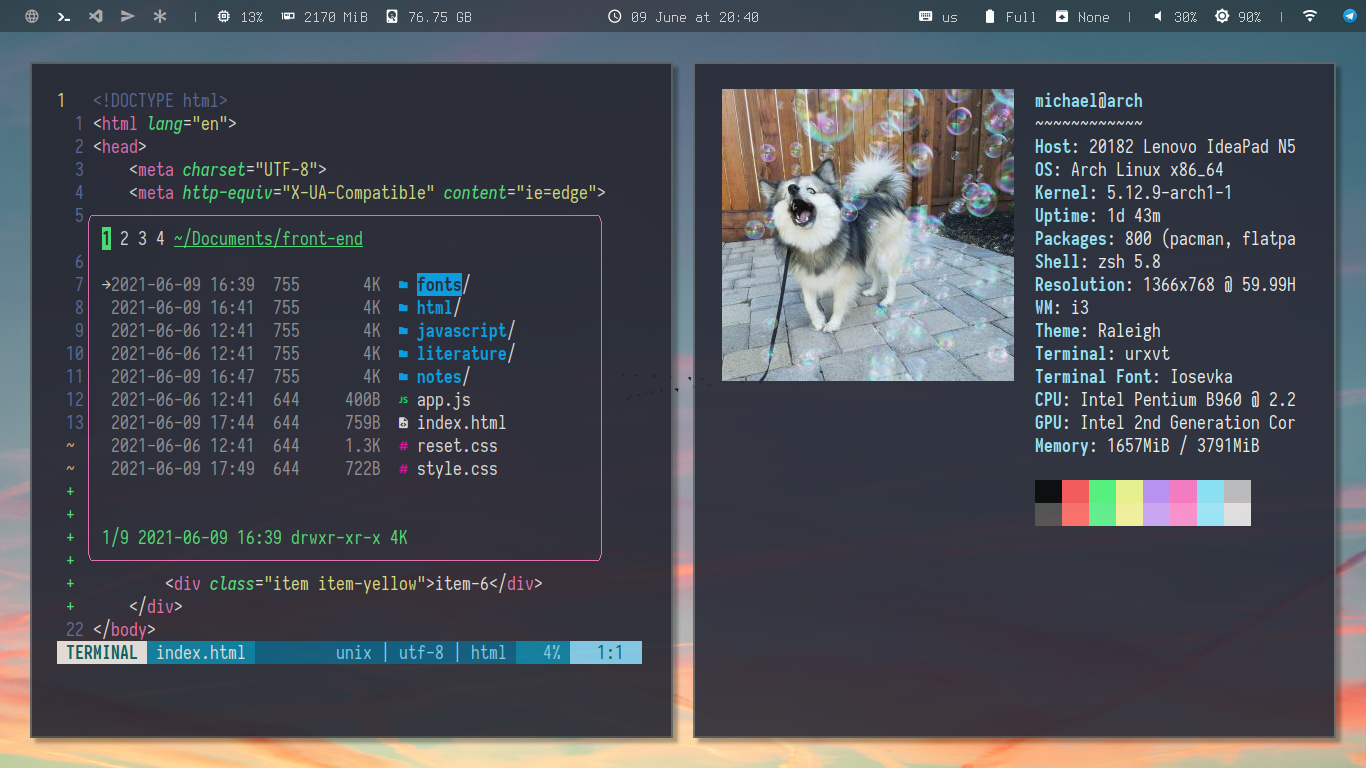 13% 2170 MiB 76.75 GB 09 June at 20:40 us Full None 30% 90%
1 <!DOCTYPE html>
1 <html lang="en">
2 <head>
3 <meta charset="UTF-8">
4 <meta http-equiv="X-UA-Compatible" content="ie=edge">
5
1 2 3 4 ~/Documents/front-end
6
7 →2021-06-09 16:39 755 4K fonts/
8 2021-06-09 16:41 755 4K html/
9 2021-06-06 12:41 755 4K javascript/
10 2021-06-06 12:41 755 4K literature/
11 2021-06-09 16:47 755 4K notes/
12 2021-06-06 12:41 644 400B JS app.js
13 2021-06-09 17:44 644 759B index.html
~ 2021-06-06 12:41 644 1.3K # reset.css
~ 2021-06-09 17:49 644 722B # style.css
+
+
+ 1/9 2021-06-09 16:39 drwxr-xr-x 4K
+
+ <div class="item item-yellow">item-6</div>
+ </div>
22 </body>
TERMINAL index.html unix | utf-8 | html 4% 1:1
michael@arch
~~~~~~~~~~~~
Host: 20182 Lenovo IdeaPad N5
OS: Arch Linux x86_64
Kernel: 5.12.9-arch1-1
Uptime: 1d 43m
Packages: 800 (pacman, flatpa
Shell: zsh 5.8
Resolution: 1366x768 @ 59.99H
WM: i3
Theme: Raleigh
Terminal: urxvt
Terminal Font: Iosevka
CPU: Intel Pentium B960 @ 2.2
GPU: Intel 2nd Generation Cor
Memory: 1657MiB / 3791MiB